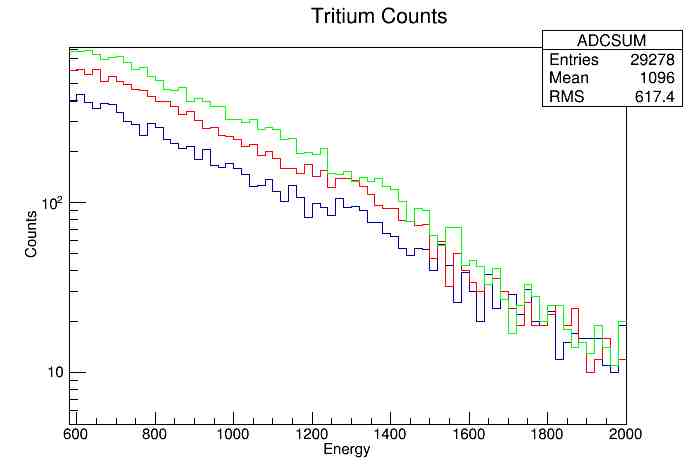 Tritium Counts
ADCSUM
Entries 29278
Mean 1096
RMS 617.4
Counts
10²
10
600 800 1000 1200 1400 1600 1800 2000
Energy